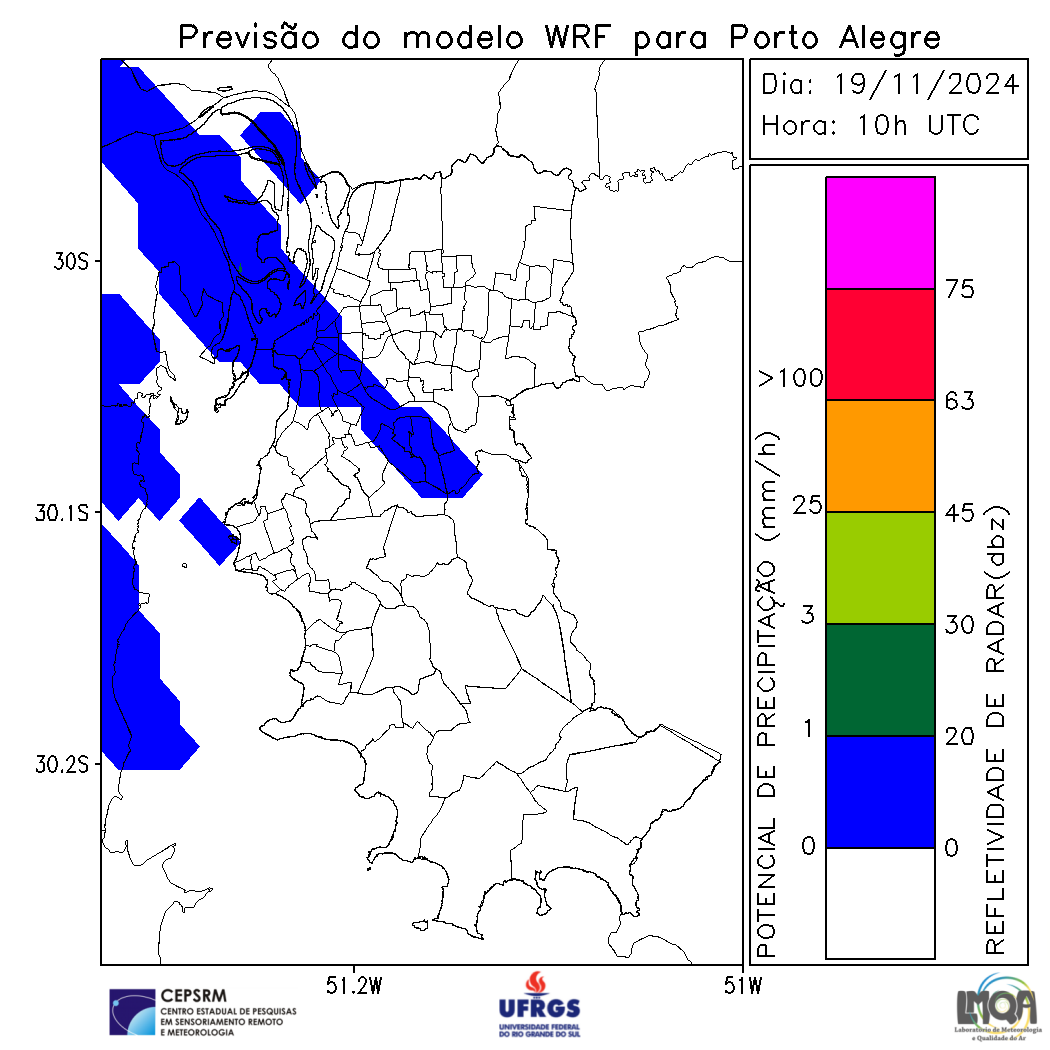 Previsão do modelo WRF para Porto Alegre
Dia: 19/11/2024
Hora: 10h UTC
30S
30.1S
30.2S
51.2W
51W
POTENCIAL DE PRECIPITAÇÃO (mm/h)
>100
25
3
1
0
75
63
45
30
20
0
REFLETIVIDADE DE RADAR(dbz)
CEPSRM
CENTRO ESTADUAL DE PESQUISAS
EM SENSORIAMENTO REMOTO
E METEOROLOGIA
UFRGS
UNIVERSIDADE FEDERAL
DO RIO GRANDE DO SUL
LMQA
Laboratório de Meteorologia
e Qualidade do Ar